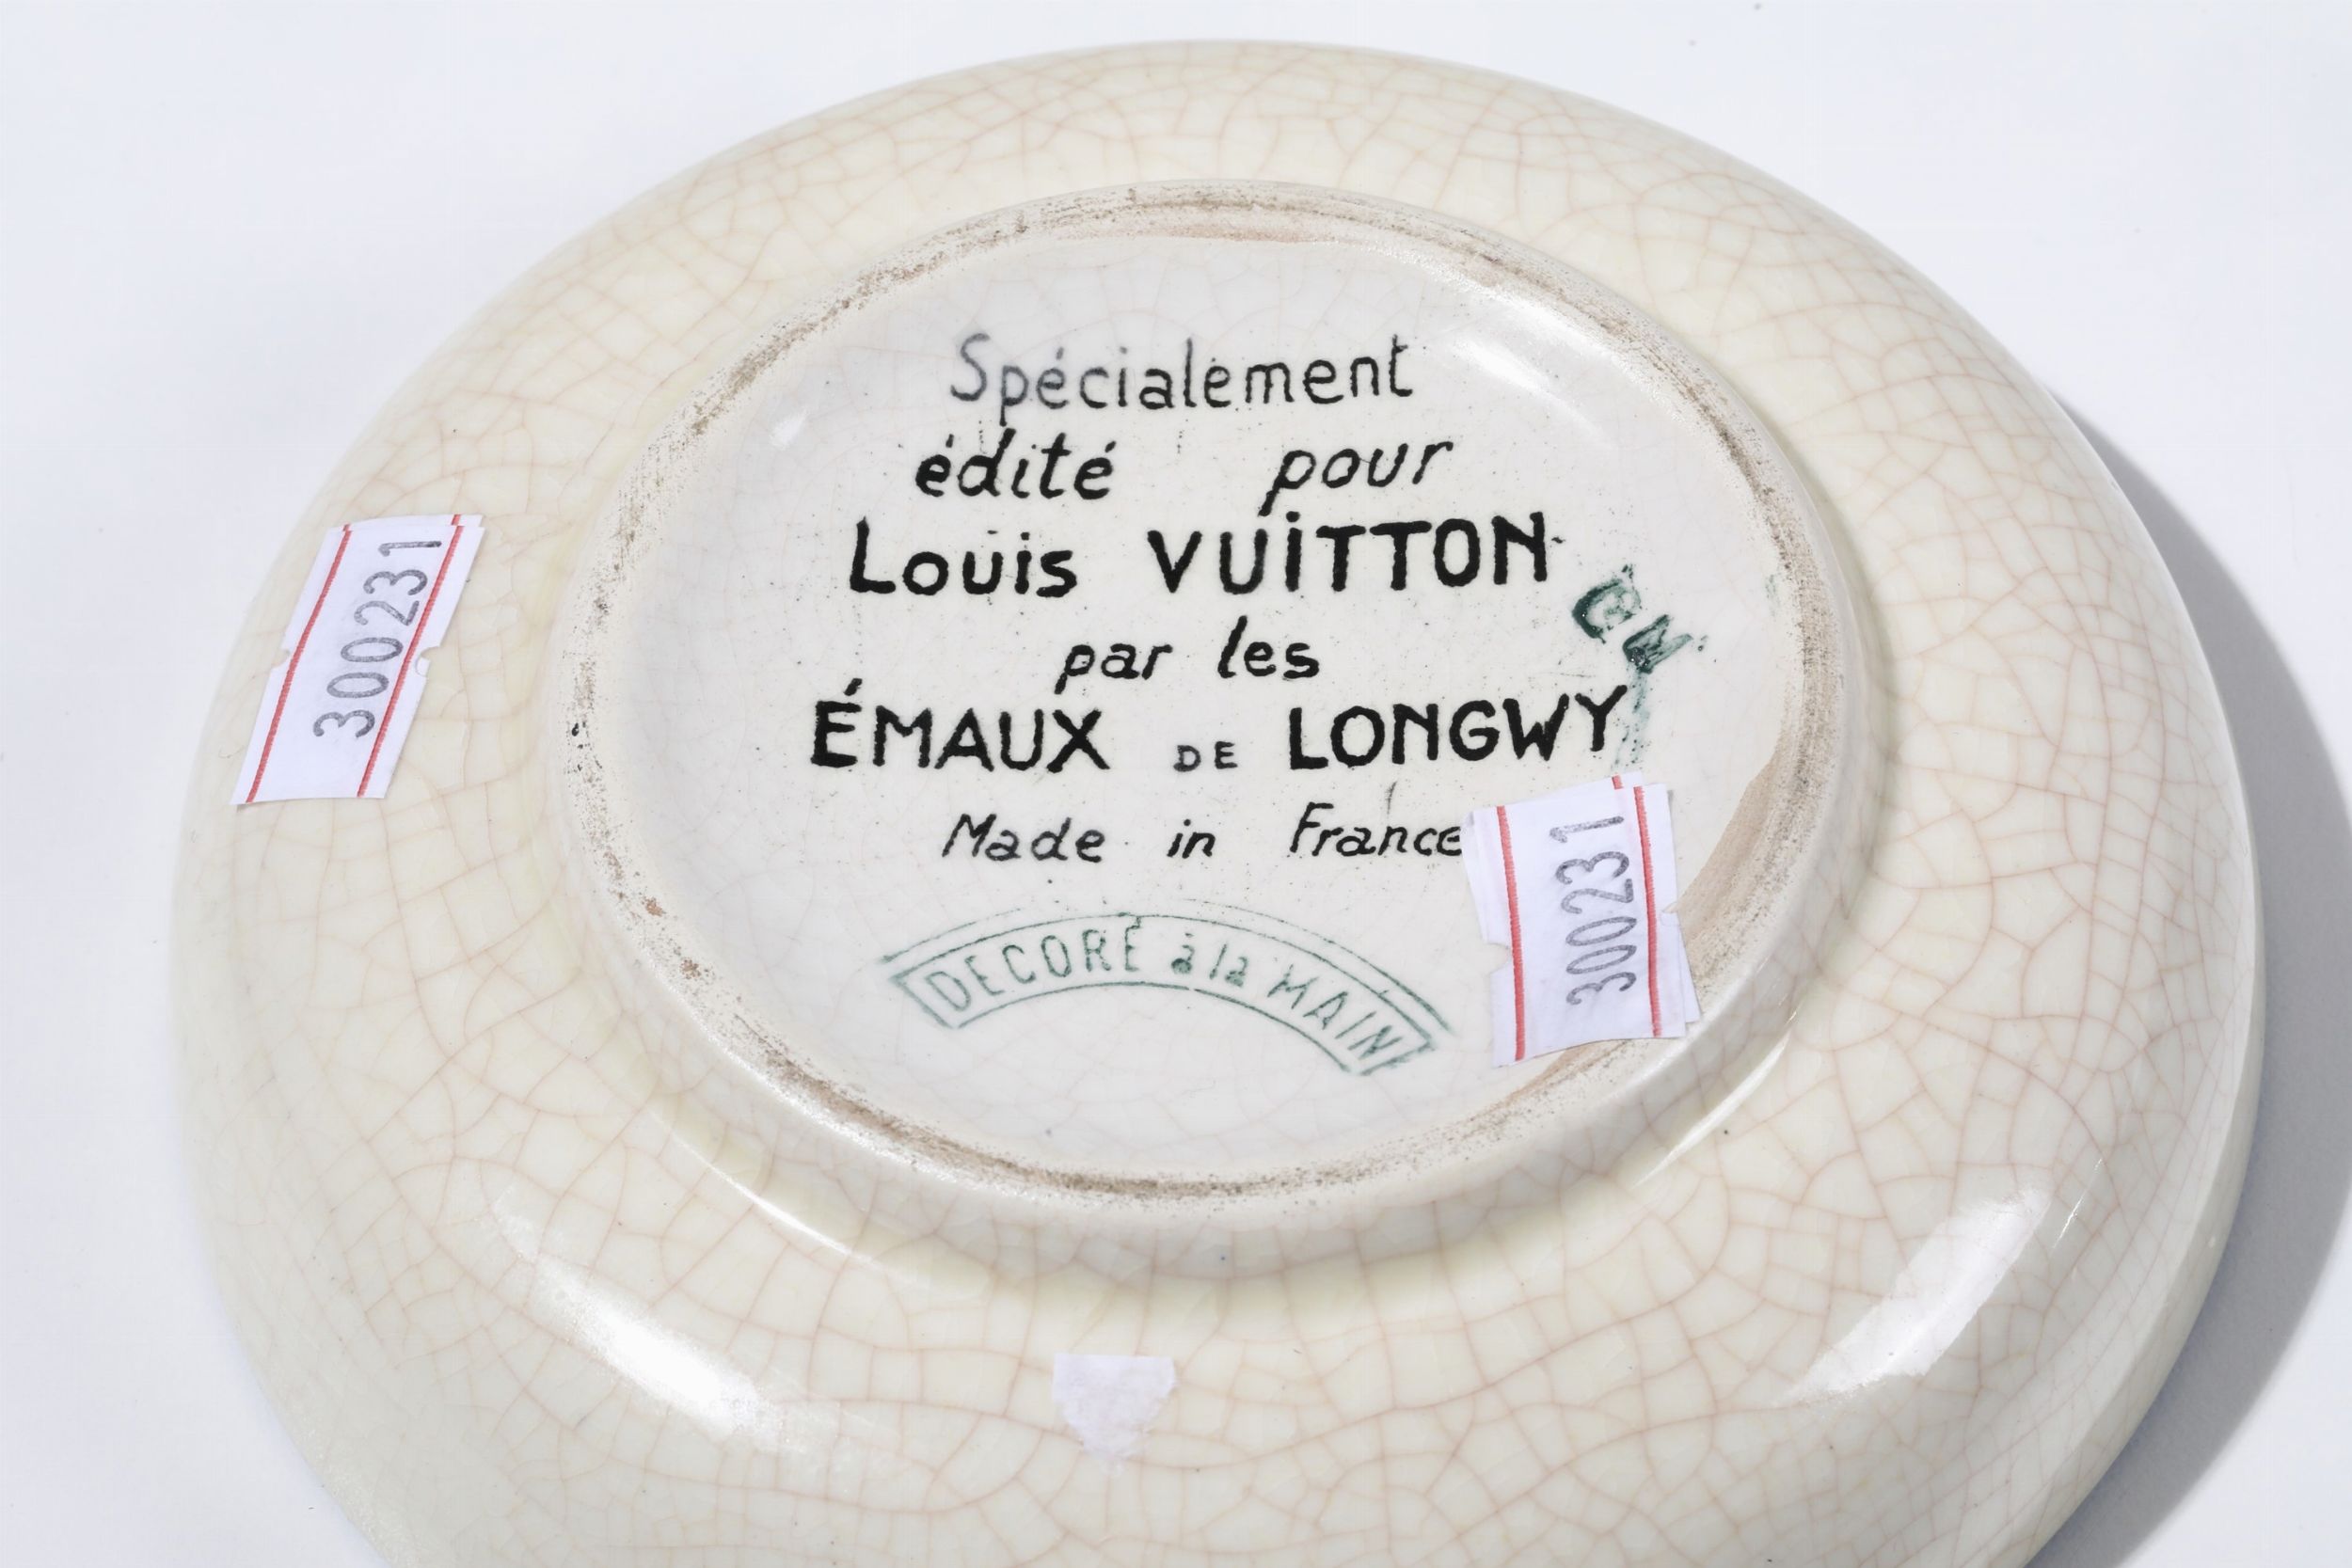 Spécialement
édité pour
Louis VUITTON
par les
ÉMAUX DE LONGWY
Made in France
DECORÉ à la MAIN
300231
300231